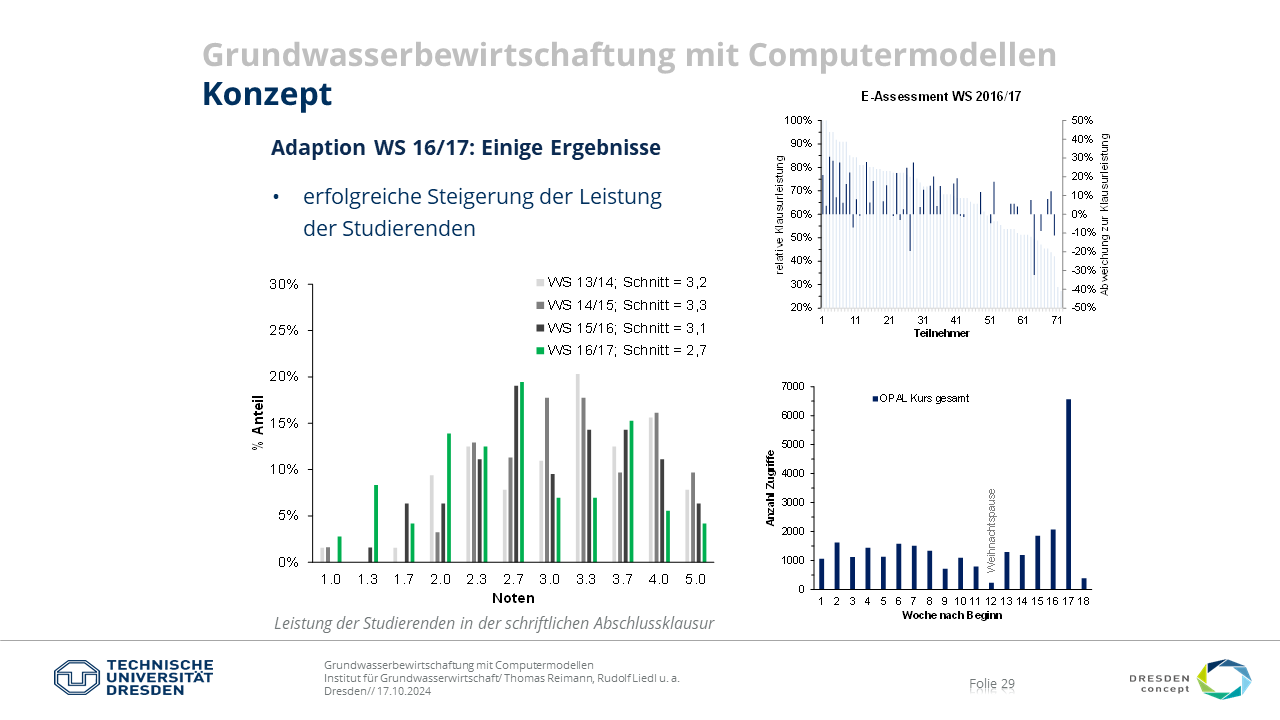 Grundwasserbewirtschaftung mit Computermodellen
Konzept
Adaption WS 16/17: Einige Ergebnisse
• erfolgreiche Steigerung der Leistung
der Studierenden
30%
25%
20%
15%
10%
5%
0%
% Anteil
WS 13/14; Schnitt = 3,2
WS 14/15; Schnitt = 3,3
WS 15/16; Schnitt = 3,1
WS 16/17; Schnitt = 2,7
1.0 1.3 1.7 2.0 2.3 2.7 3.0 3.3 3.7 4.0 5.0
Noten
Leistung der Studierenden in der schriftlichen Abschlussklausur
E-Assessment WS 2016/17
relative Klausurleistung
100%
90%
80%
70%
60%
50%
40%
30%
20%
50%
40%
30%
20%
10%
0%
-10%
-20%
-30%
-40%
-50%
Abweichung zur Klausurleistung
1 11 21 31 41 51 61 71
Teilnehmer
Anzahl Zugriffe
7000
6000
5000
4000
3000
2000
1000
0
OPAL Kurs gesamt
Weihnachtspause
1 2 3 4 5 6 7 8 9 10 11 12 13 14 15 16 17 18
Woche nach Beginn
TECHNISCHE
UNIVERSITÄT
DRESDEN
Grundwasserbewirtschaftung mit Computermodellen
Institut für Grundwasserwirtschaft/ Thomas Reimann, Rudolf Liedl u. a.
Dresden// 17.10.2024
Folie 29
DRESDEN
concept